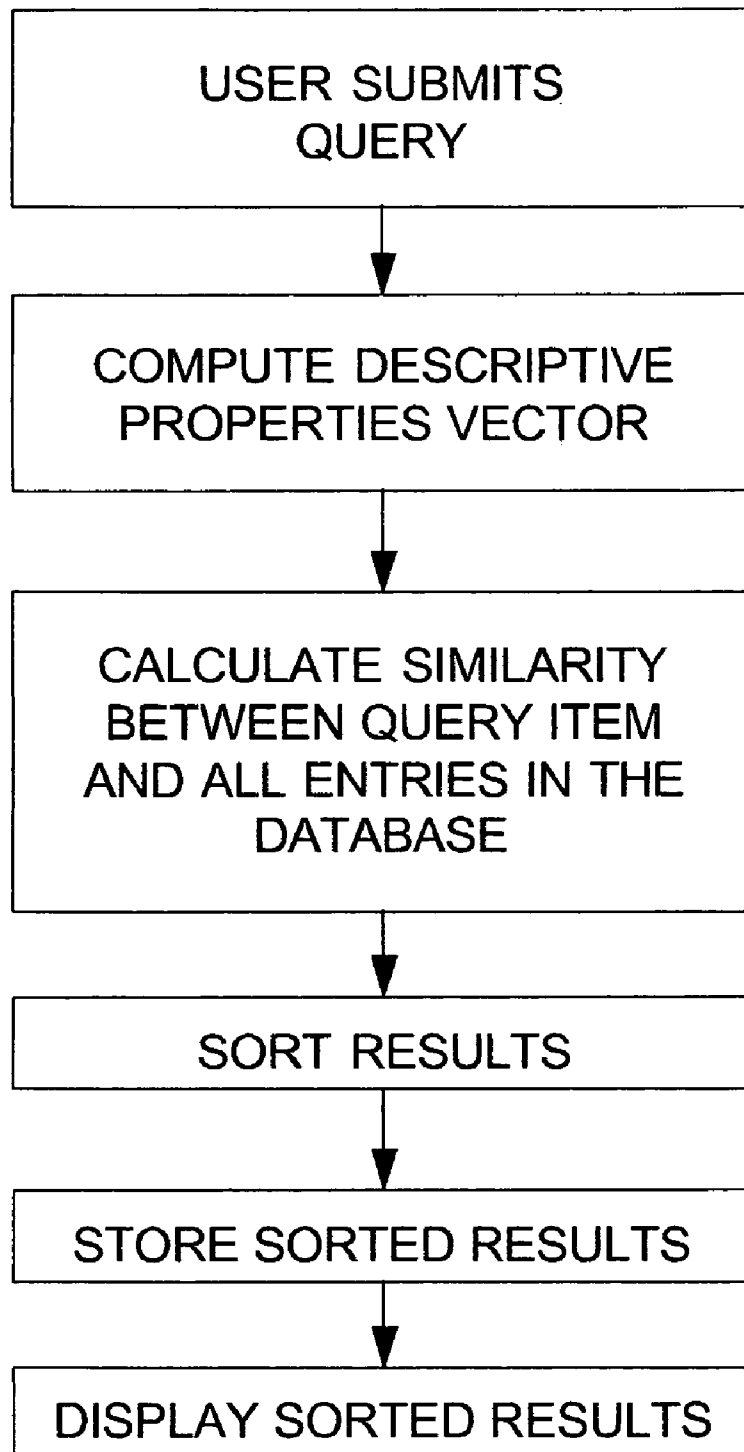 USER SUBMITS
QUERY
COMPUTE DESCRIPTIVE
PROPERTIES VECTOR
CALCULATE SIMILARITY
BETWEEN QUERY ITEM
AND ALL ENTRIES IN THE
DATABASE
SORT RESULTS
STORE SORTED RESULTS
DISPLAY SORTED RESULTS